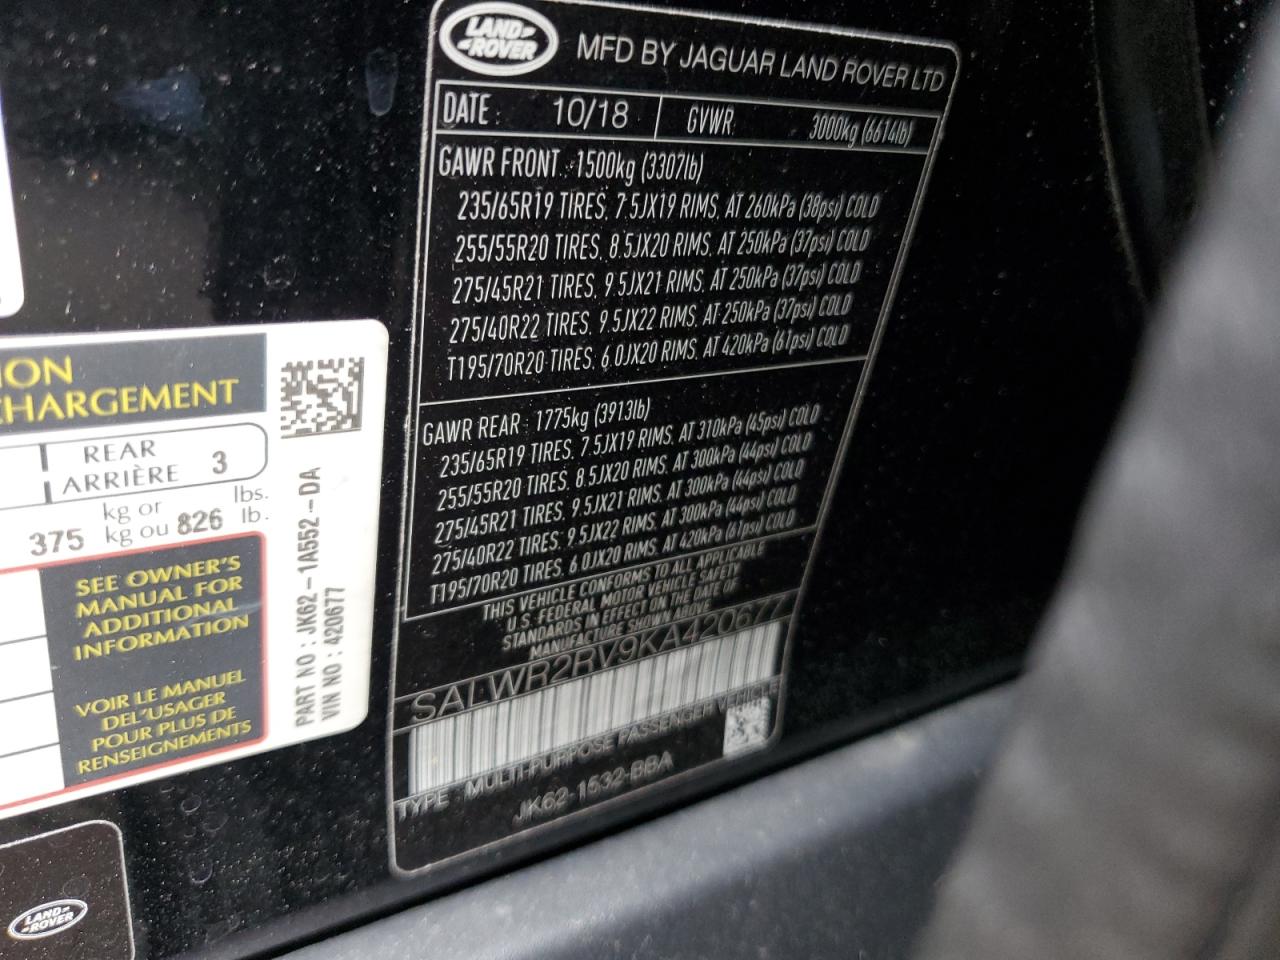 LAND ROVER
MFD BY JAGUAR LAND ROVER LTD
DATE : 10/18 GVWR 3000kg (6614lb)
GAWR FRONT 1500kg (3307lb)
235/65R19 TIRES, 7.5JX19 RIMS, AT 260kPa (38psi) COLD
255/55R20 TIRES, 8.5JX20 RIMS, AT 250kPa (37psi) COLD
275/45R21 TIRES, 9.5JX21 RIMS, AT 250kPa (37psi) COLD
275/40R22 TIRES, 9.5JX22 RIMS, AT 250kPa (37psi) COLD
T195/70R20 TIRES, 6.0JX20 RIMS, AT 420kPa (61psi) COLD
GAWR REAR 1775kg (3913lb)
235/65R19 TIRES, 7.5JX19 RIMS, AT 310kPa (45psi) COLD
255/55R20 TIRES, 8.5JX20 RIMS, AT 300kPa (44psi) COLD
275/45R21 TIRES, 9.5JX21 RIMS, AT 300kPa (44psi) COLD
275/40R22 TIRES, 9.5JX22 RIMS, AT 300kPa (44psi) COLD
T195/70R20 TIRES, 6.0JX20 RIMS, AT 420kPa (61psi) COLD
THIS VEHICLE CONFORMS TO ALL APPLICABLE
U.S. FEDERAL MOTOR VEHICLE SAFETY
STANDARDS IN EFFECT ON THE DATE OF
MANUFACTURE SHOWN ABOVE
SALWR2RV9KA420677
TYPE MULTI-PURPOSE PASSENGER VEHICLE
JK62-1532-BBA
ION
CHARGEMENT
REAR
ARRIÈRE 3
375 kg or 826 lbs.
kg ou lb.
SEE OWNER'S
MANUAL FOR
ADDITIONAL
INFORMATION
VOIR LE MANUEL
DEL'USAGER
POUR PLUS DE
RENSEIGNEMENTS
PART NO : JK62-1A552-DA
VIN NO : 420677
LAND ROVER